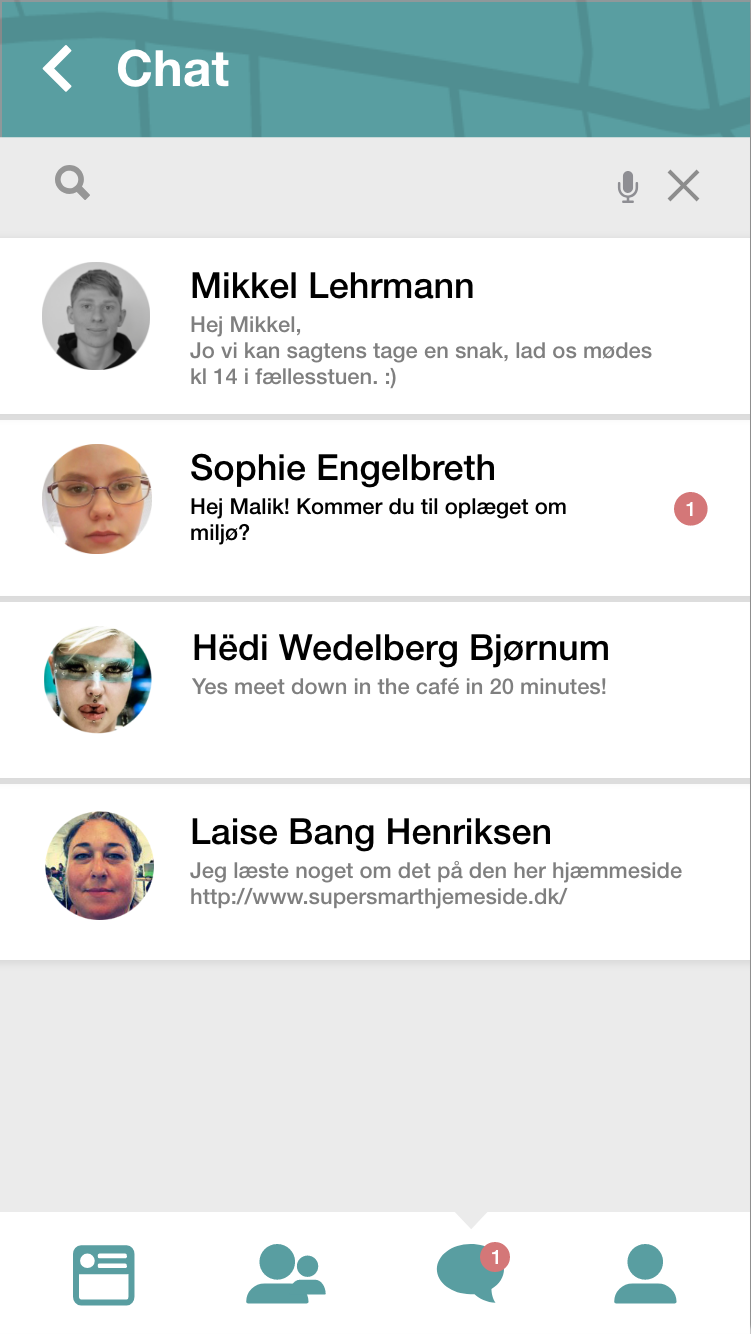 Chat
Mikkel Lehrmann
Hej Mikkel,
Jo vi kan sagtens tage en snak, lad os mødes
kl 14 i fællesstuen. :)
Sophie Engelbreth
Hej Malik! Kommer du til oplæget om
miljø?
1
Hëdi Wedelberg Bjørnum
Yes meet down in the café in 20 minutes!
Laise Bang Henriksen
Jeg læste noget om det på den her hjæmmeside
http://www.supersmarthjemeside.dk/
1